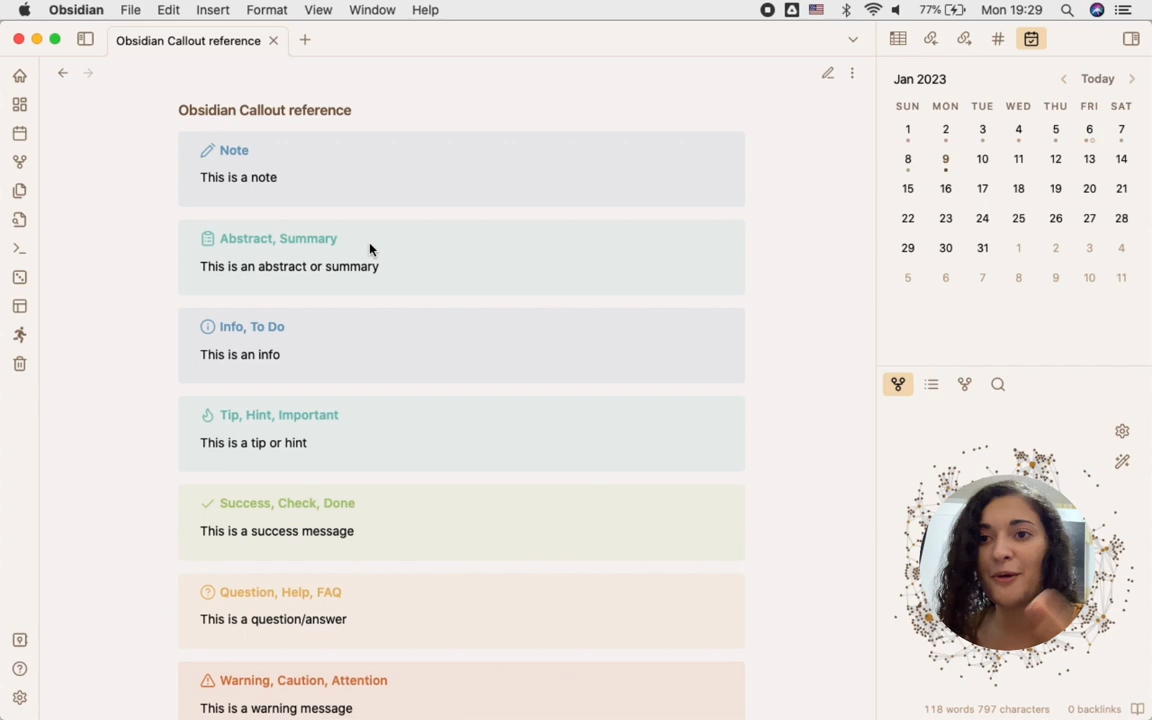 Obsidian File Edit Insert Format View Window Help 77% Mon 19:29
Obsidian Callout reference
Jan 2023 Today
SUN MON TUE WED THU FRI SAT
1 2 3 4 5 6 7
8 9 10 11 12 13 14
15 16 17 18 19 20 21
22 23 24 25 26 27 28
29 30 31 1 2 3 4
5 6 7 8 9 10 11
Obsidian Callout reference
Note
This is a note
Abstract, Summary
This is an abstract or summary
Info, To Do
This is an info
Tip, Hint, Important
This is a tip or hint
Success, Check, Done
This is a success message
Question, Help, FAQ
This is a question/answer
Warning, Caution, Attention
This is a warning message
118 words 797 characters 0 backlinks